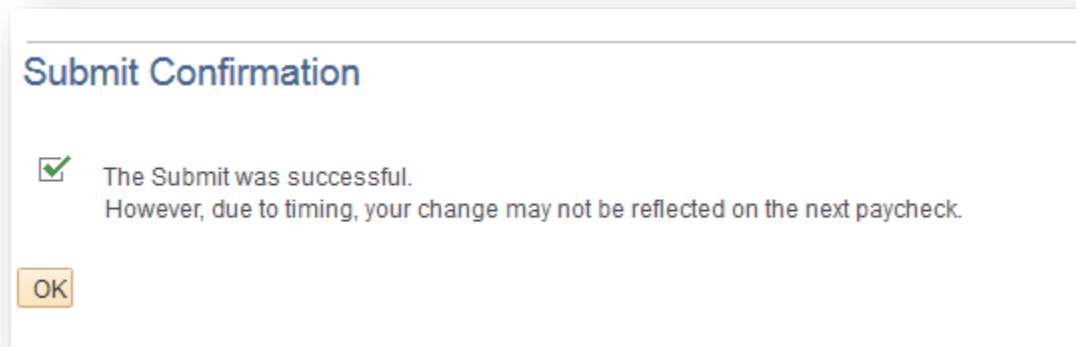 Submit Confirmation
The Submit was successful.
However, due to timing, your change may not be reflected on the next paycheck.
OK